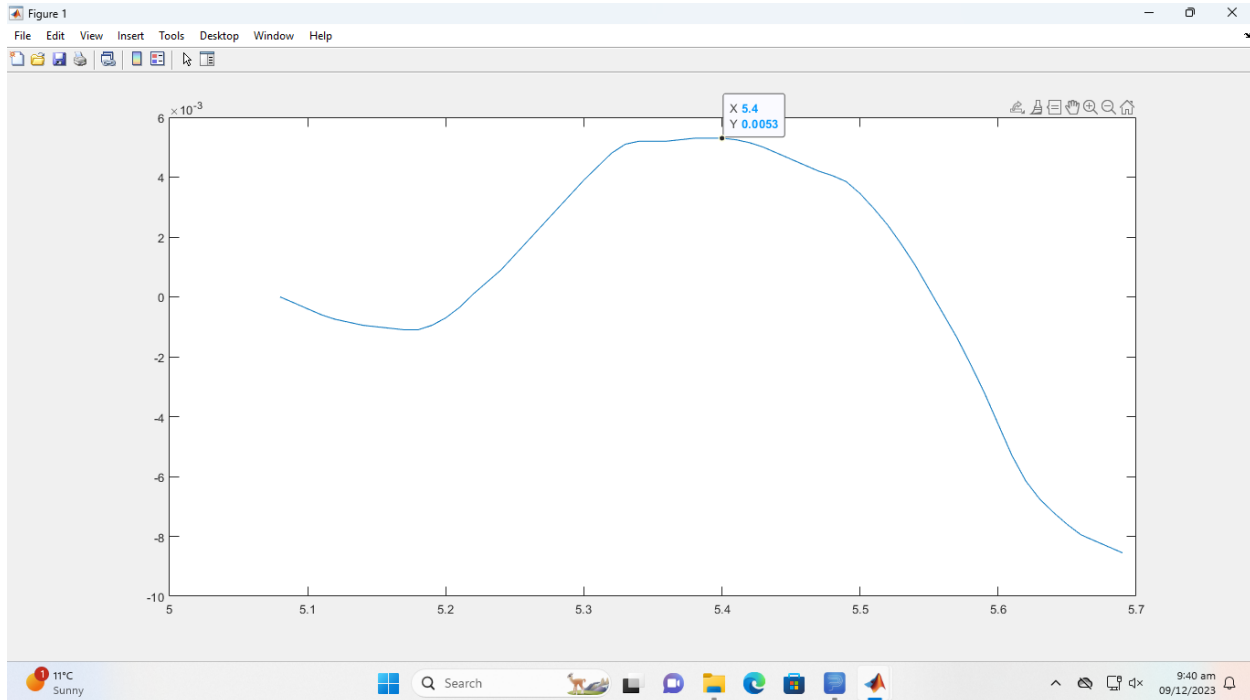 Figure 1
File Edit View Insert Tools Desktop Window Help
×10-3
X 5.4
Y 0.0053
6
4
2
0
-2
-4
-6
-8
-10
5 5.1 5.2 5.3 5.4 5.5 5.6 5.7
1
11°C
Sunny
Search
9:40 am
09/12/2023